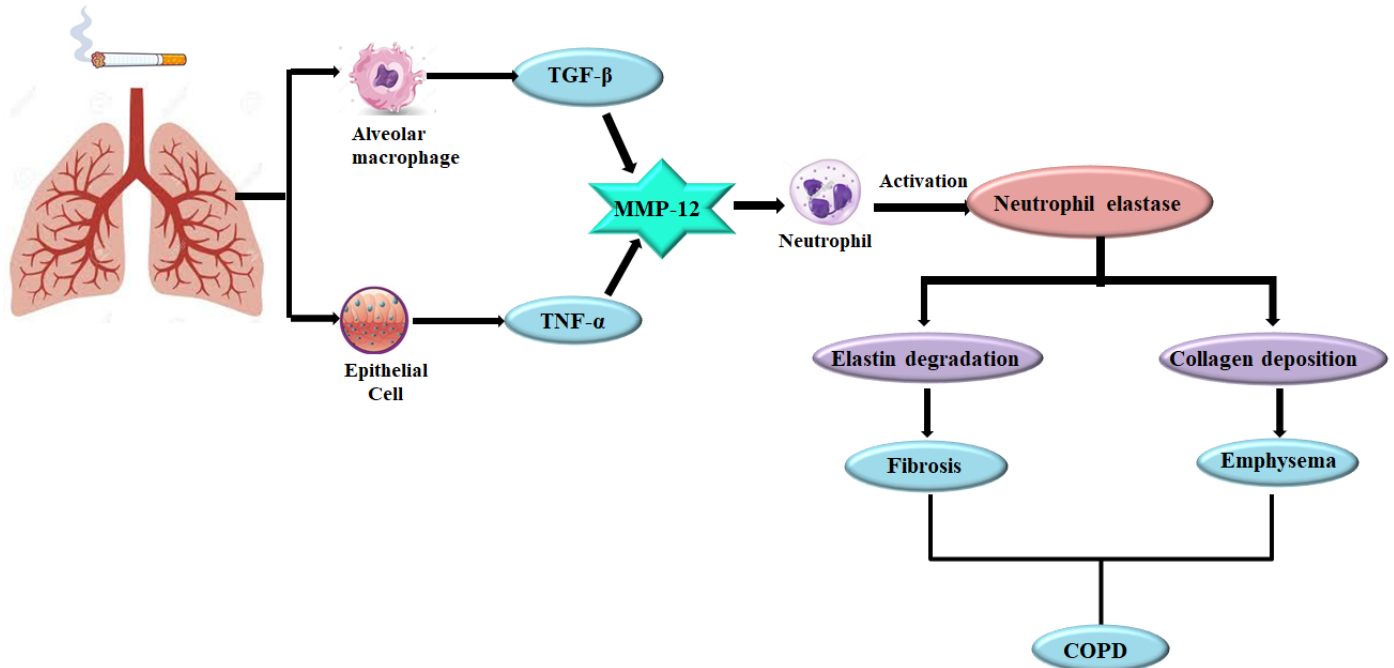 TGF-β
Alveolar
macrophage
MMP-12
Activation
Neutrophil elastase
Neutrophil
TNF-α
Epithelial
Cell
Elastin degradation
Collagen deposition
Fibrosis
Emphysema
COPD